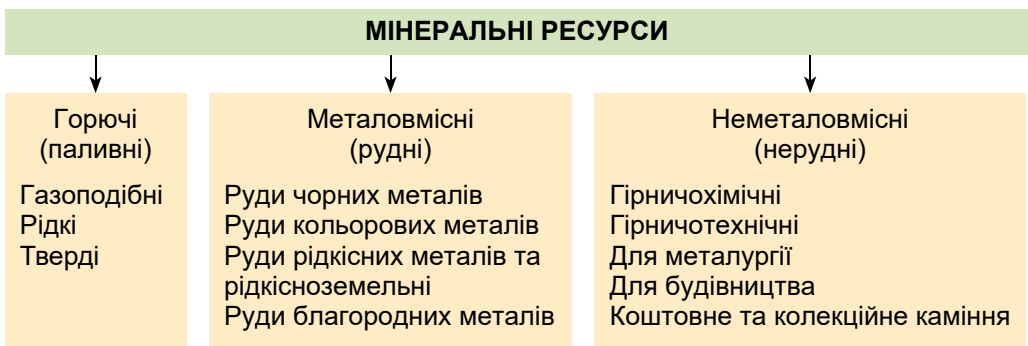 МІНЕРАЛЬНІ РЕСУРСИ
Горючі
(паливні)
Газоподібні
Рідкі
Тверді
Металовмісні
(рудні)
Руди чорних металів
Руди кольорових металів
Руди рідкісних металів та
рідкісноземельні
Руди благородних металів
Неметаловмісні
(нерудні)
Гірничохімічні
Гірничотехнічні
Для металургії
Для будівництва
Коштовне та колекційне каміння